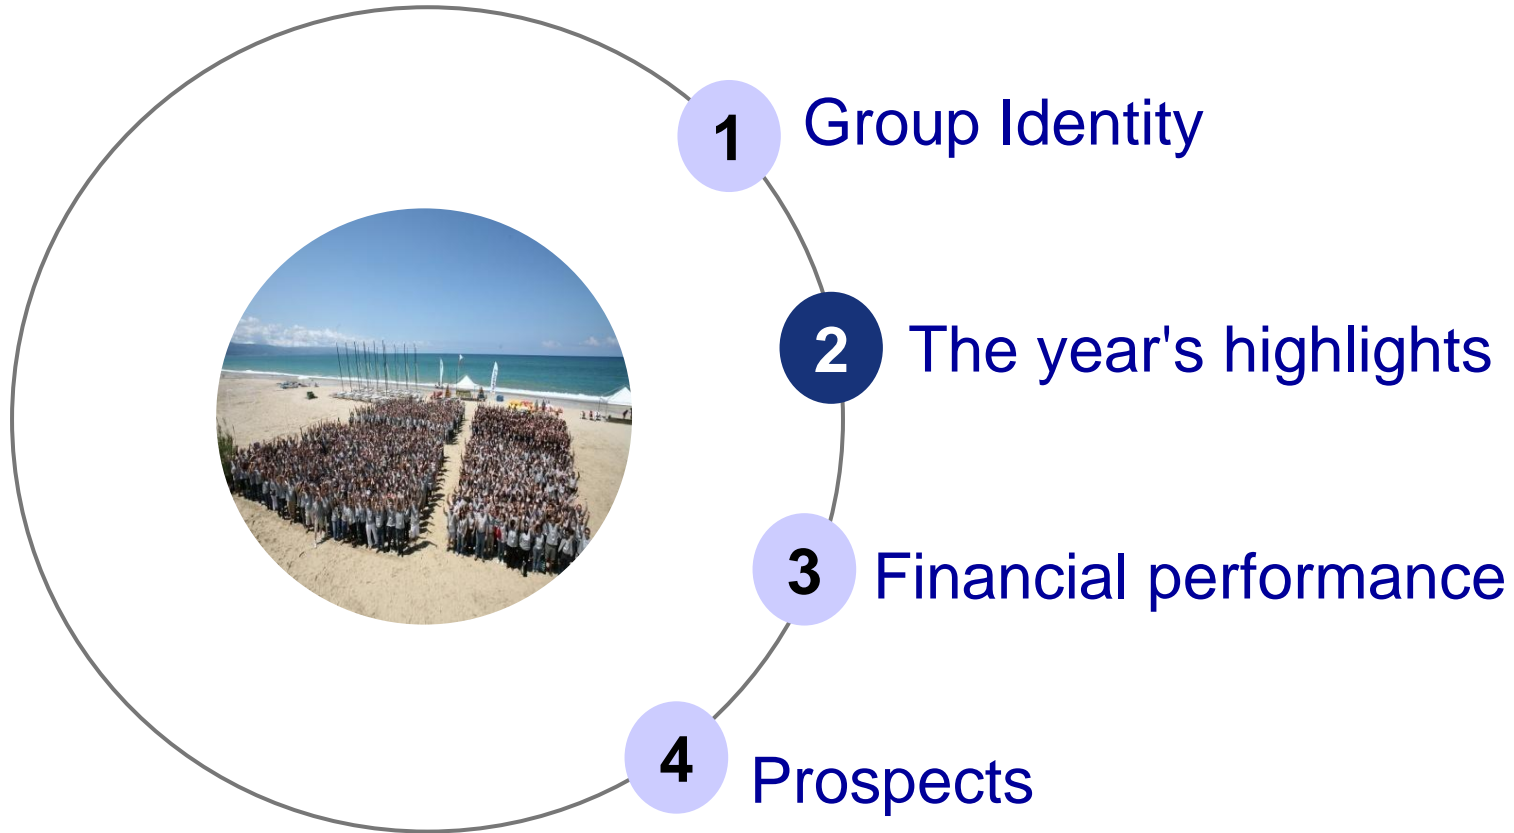 1 Group Identity
2 The year's highlights
3 Financial performance
4 Prospects